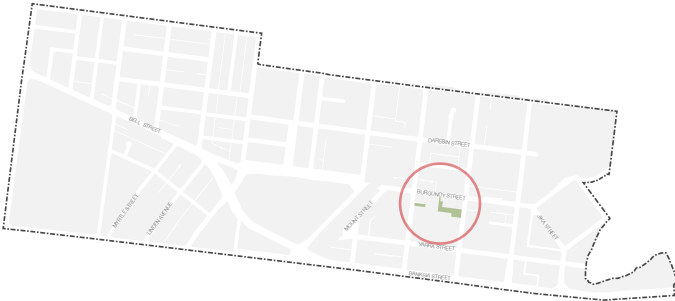 BELL STREET
DAREBIN STREET
MYRTLE STREET
LINDEN AVENUE
BURGUNDY STREET
MOUNT STREET
JIKA STREET
YARRA STREET
BANKSIA STREET